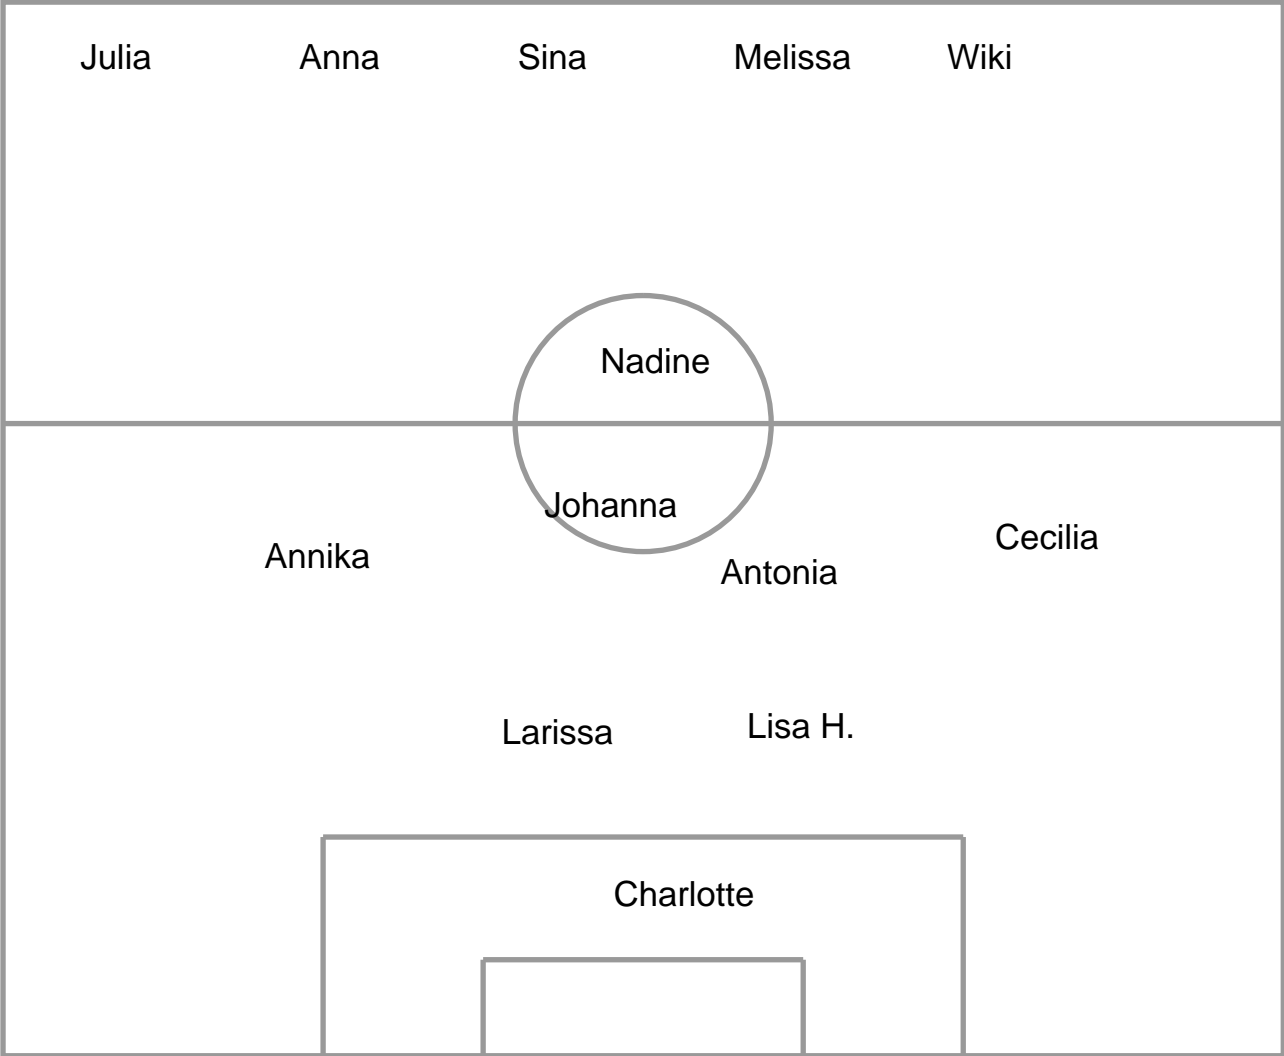 Julia Anna Sina Melissa Wiki
Nadine
Johanna
Cecilia
Annika
Antonia
Lisa H.
Larissa
Charlotte